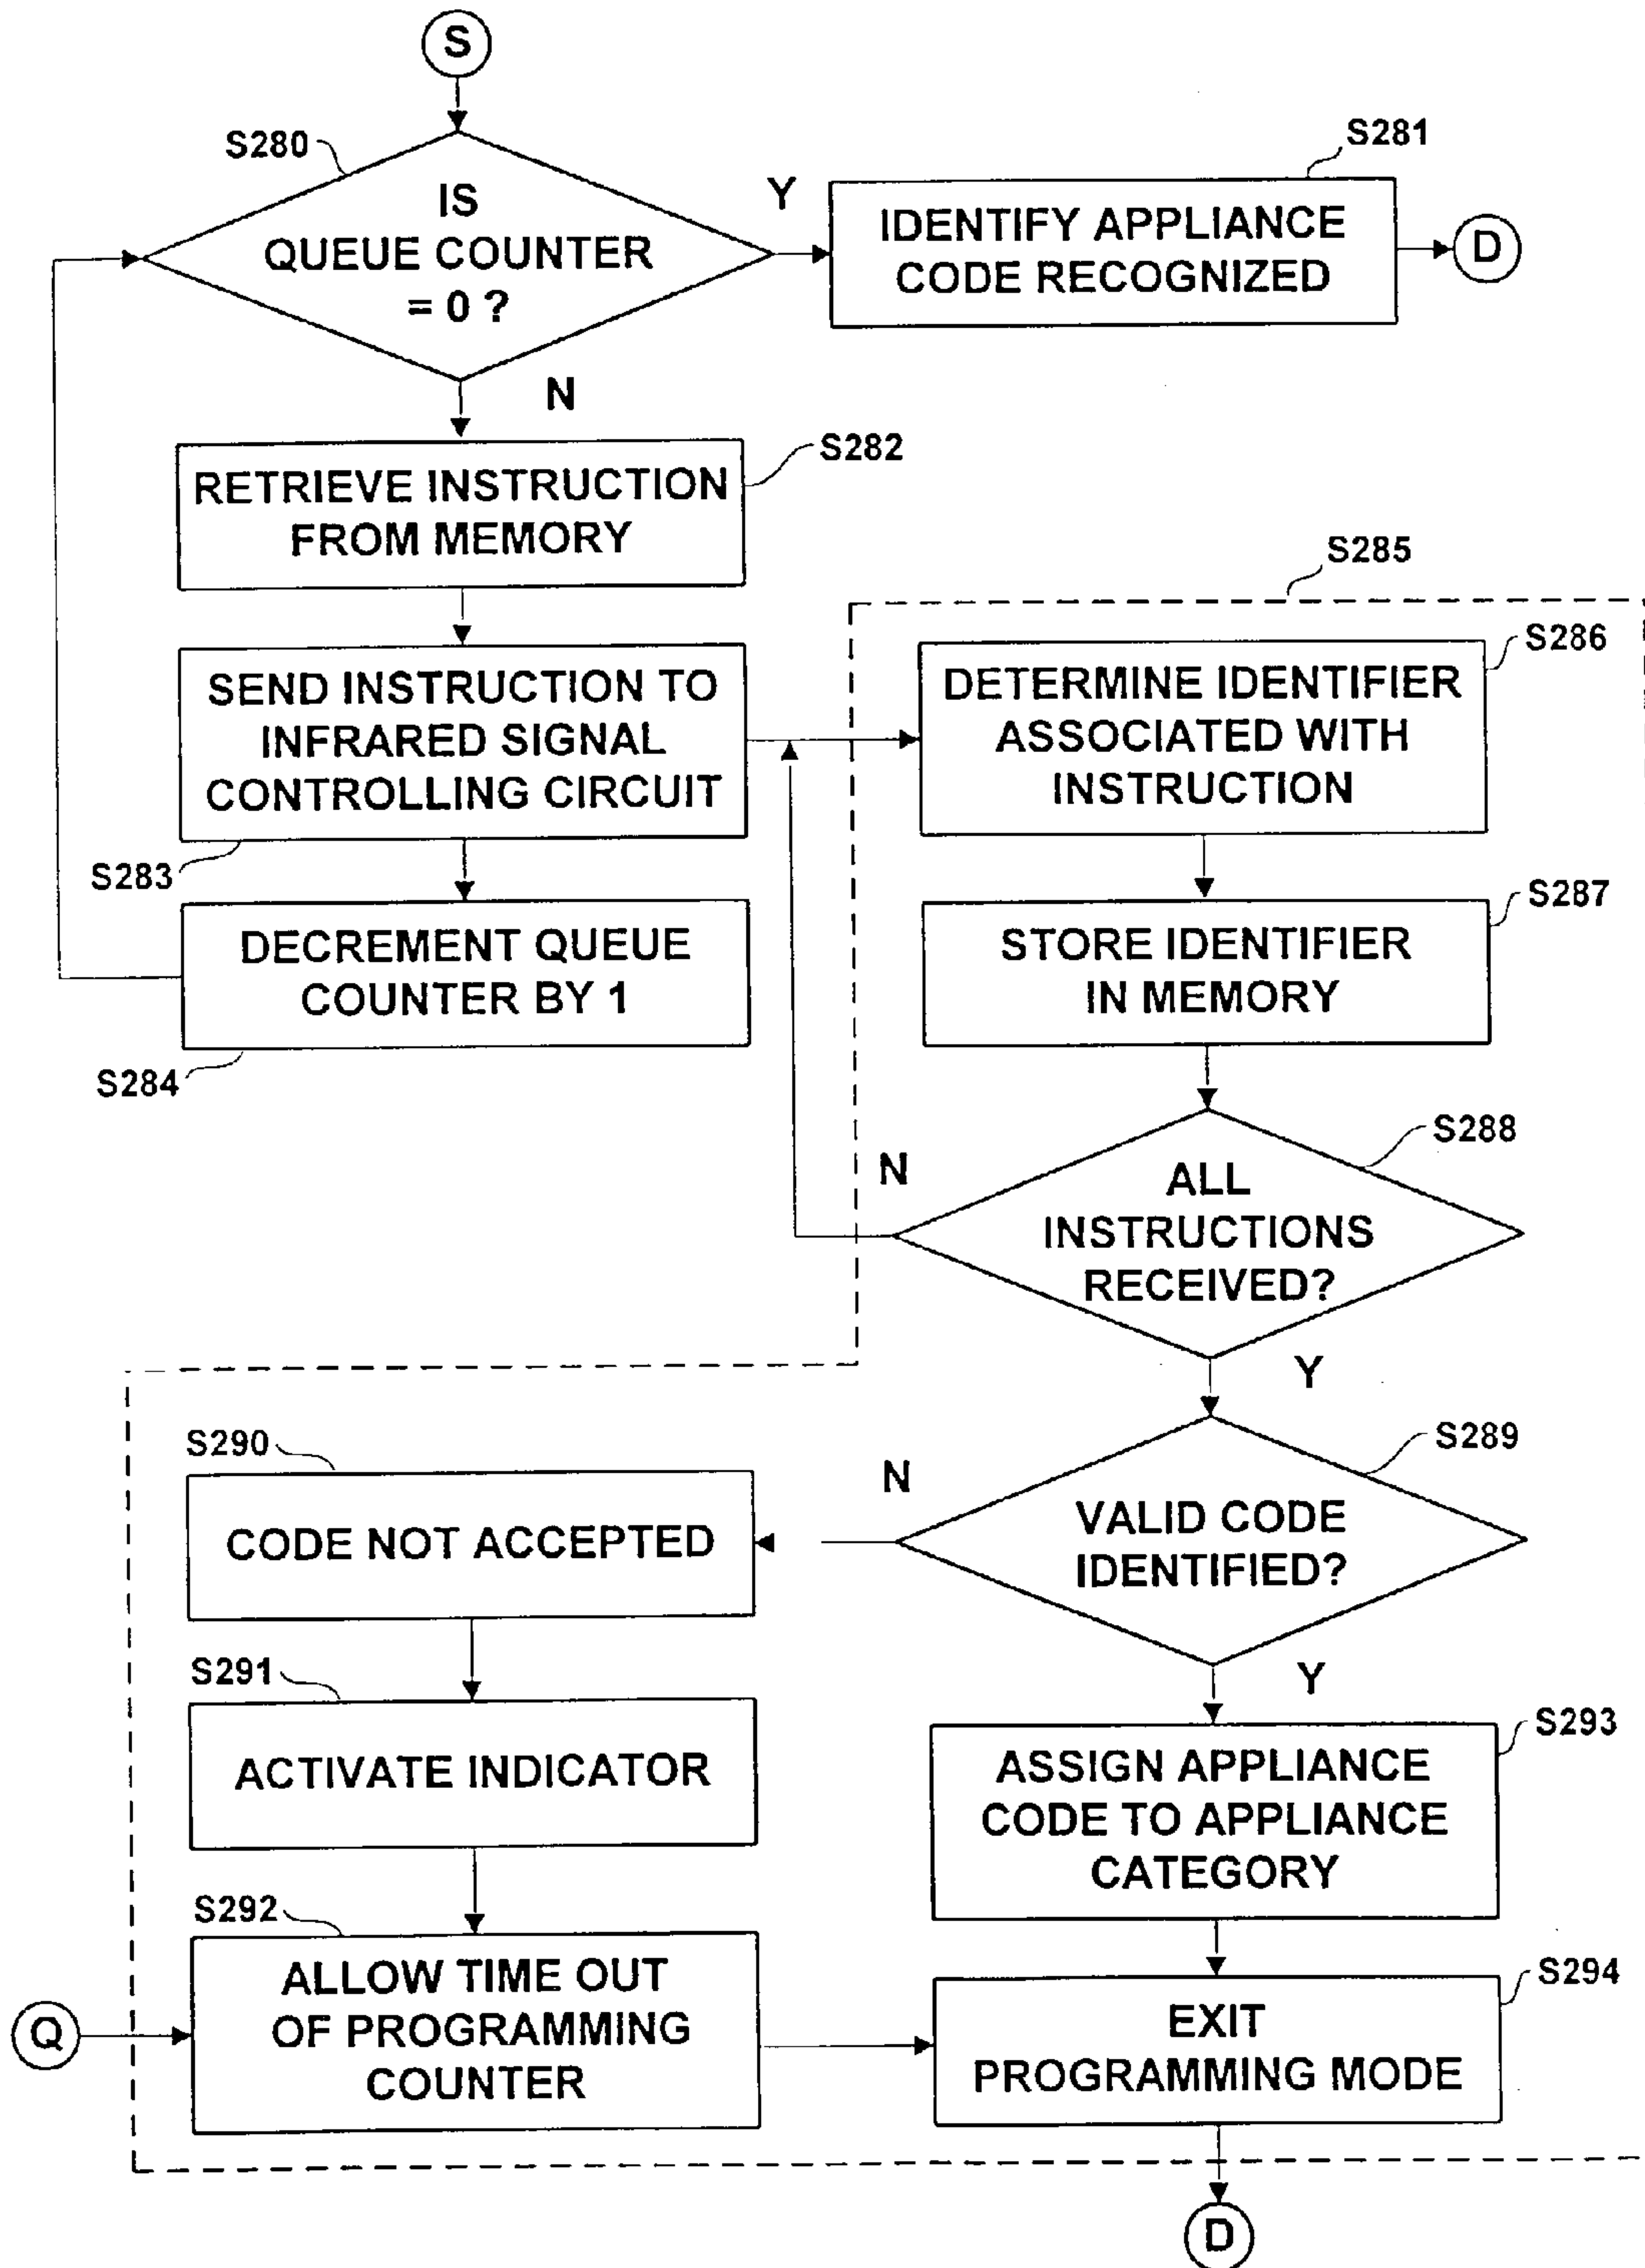 S
S280
IS
QUEUE COUNTER
= 0 ?
Y
N
S281
IDENTIFY APPLIANCE
CODE RECOGNIZED
D
S282
RETRIEVE INSTRUCTION
FROM MEMORY
S283
SEND INSTRUCTION TO
INFRARED SIGNAL
CONTROLLING CIRCUIT
S284
DECREMENT QUEUE
COUNTER BY 1
S285
S286
DETERMINE IDENTIFIER
ASSOCIATED WITH
INSTRUCTION
S287
STORE IDENTIFIER
IN MEMORY
S288
ALL
INSTRUCTIONS
RECEIVED?
N
Y
S289
VALID CODE
IDENTIFIED?
N
Y
S290
CODE NOT ACCEPTED
S291
ACTIVATE INDICATOR
S292
ALLOW TIME OUT
OF PROGRAMMING
COUNTER
Q
S293
ASSIGN APPLIANCE
CODE TO APPLIANCE
CATEGORY
S294
EXIT
PROGRAMMING MODE
D